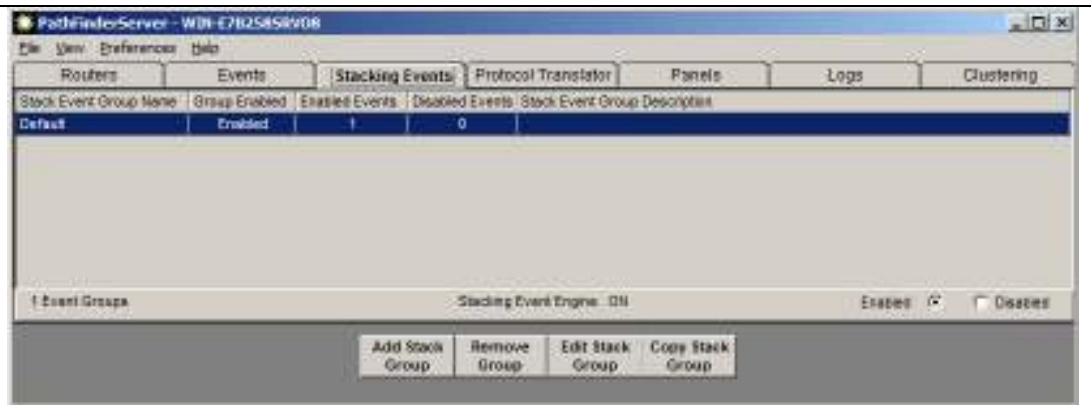 PathFinderServer - WIN-E7B258SRVO8
File View Preferences Help
Routers Events Stacking Events Protocol Translator Panels Logs Clustering
Stack Event Group Name Group Enabled Enabled Events Disabled Events Stack Event Group Description
Default Enabled 1 0
1 Event Groups Stacking Event Engine ON Enabled Disabled
Add Stack Group
Remove Group
Edit Stack Group
Copy Stack Group